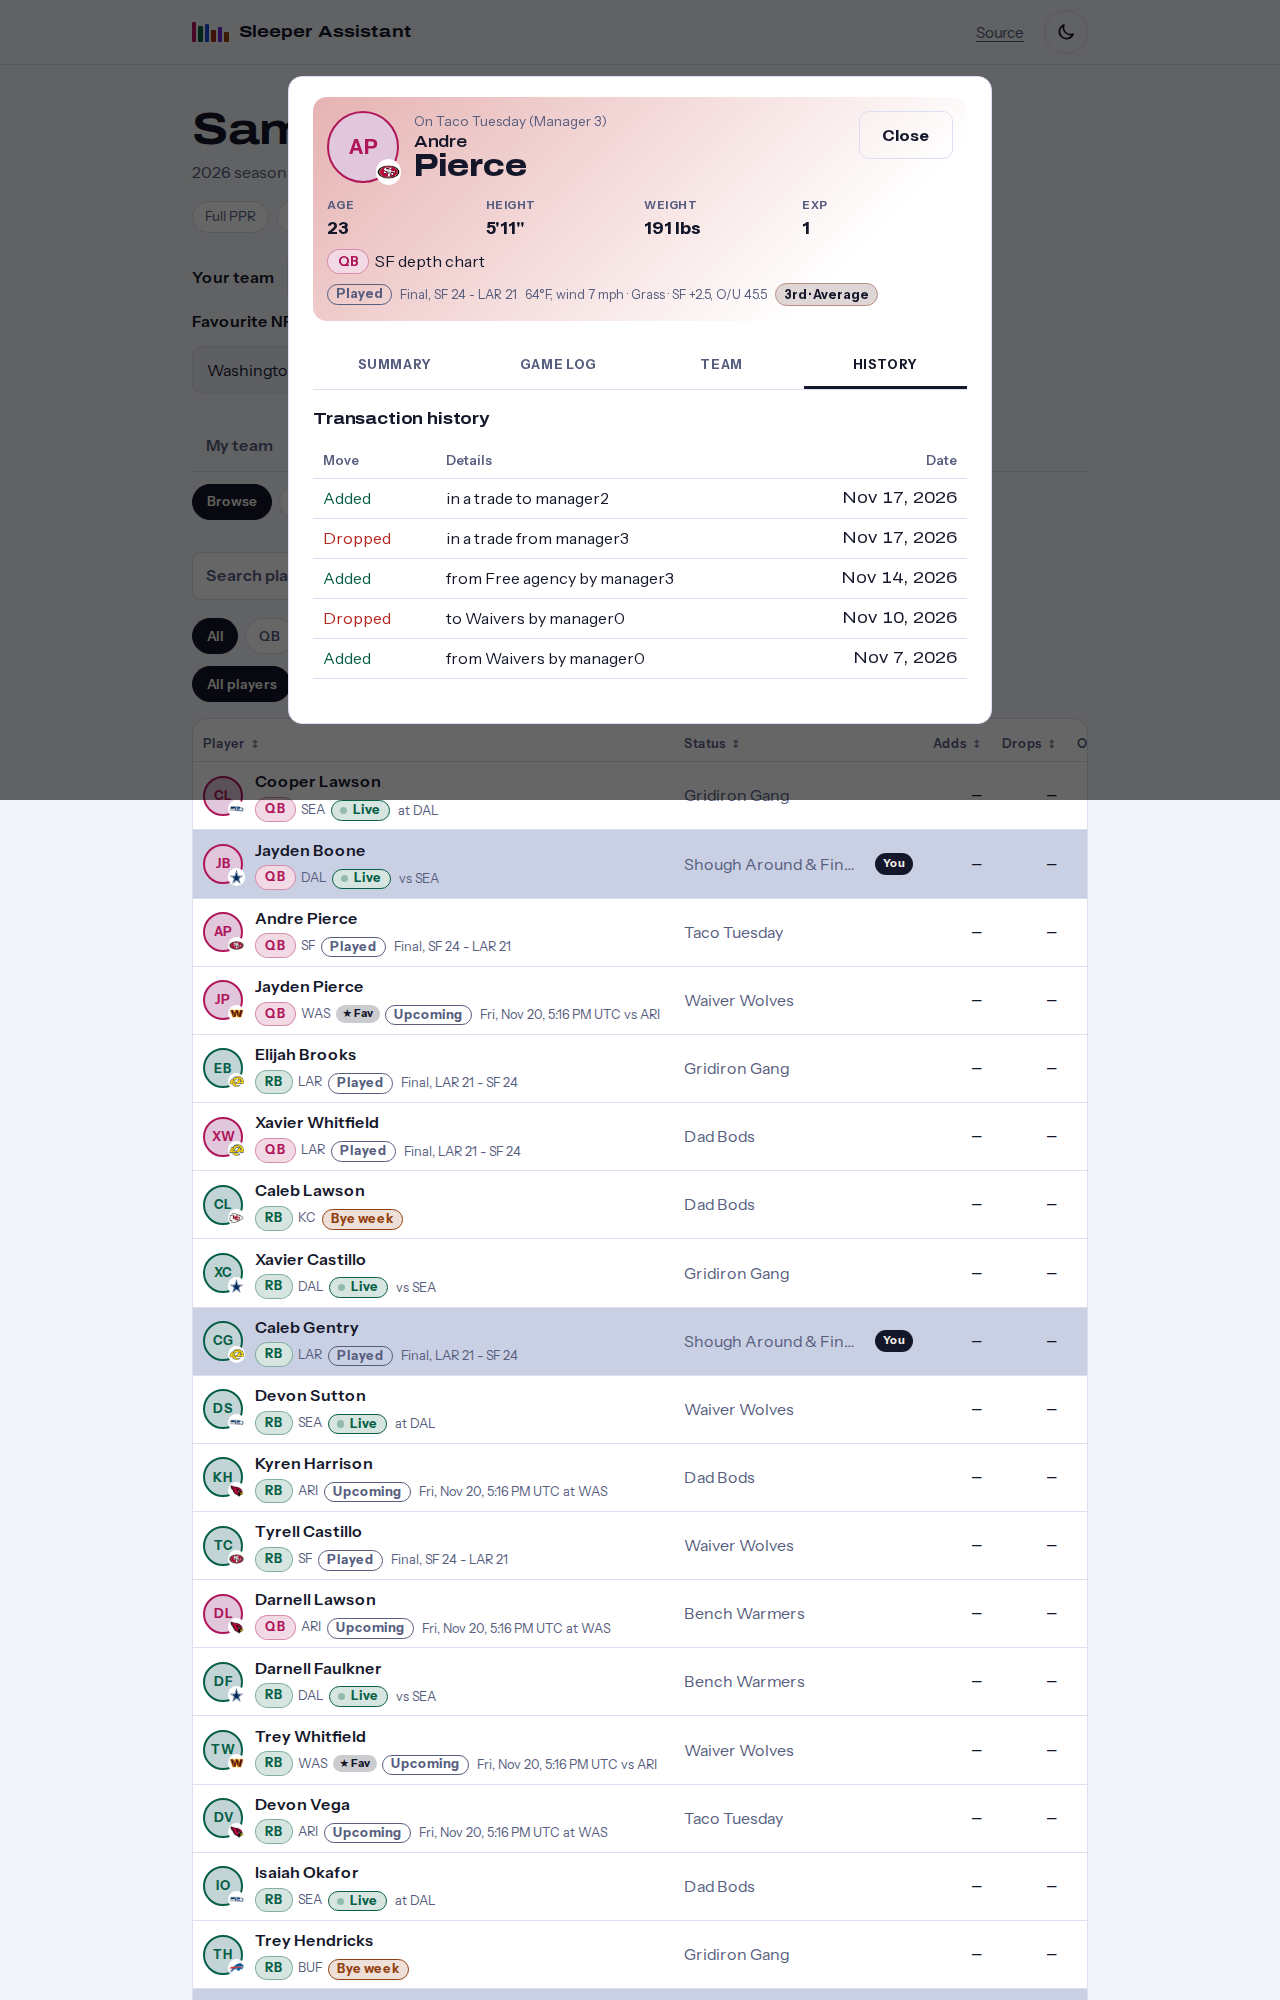 Sleeper Assistant
Source
Sam
2026 season
Full PPR
Your team
Favourite NF
Washingto
My team
Browse
Search pla
All QB
All players
AP
On Taco Tuesday (Manager 3)
Andre
Pierce
Close
AGE HEIGHT WEIGHT EXP
23 5'11" 191 lbs 1
QB SF depth chart
Played Final, SF 24 - LAR 21 64°F, wind 7 mph · Grass · SF +2.5, O/U 45.5 3rd · Average
SUMMARY GAME LOG TEAM HISTORY
Transaction history
Move Details Date
Added in a trade to manager2 Nov 17, 2026
Dropped in a trade from manager3 Nov 17, 2026
Added from Free agency by manager3 Nov 14, 2026
Dropped to Waivers by manager0 Nov 10, 2026
Added from Waivers by manager0 Nov 7, 2026
Player ↕ Status ↕ Adds ↕ Drops ↕ O
CL Cooper Lawson Gridiron Gang – –
QB SEA Live at DAL
JB Jayden Boone Shough Around & Fin... You – –
QB DAL Live vs SEA
AP Andre Pierce Taco Tuesday – –
QB SF Played Final, SF 24 - LAR 21
JP Jayden Pierce Waiver Wolves – –
QB WAS ★ Fav Upcoming Fri, Nov 20, 5:16 PM UTC vs ARI
EB Elijah Brooks Gridiron Gang – –
RB LAR Played Final, LAR 21 - SF 24
XW Xavier Whitfield Dad Bods – –
QB LAR Played Final, LAR 21 - SF 24
CL Caleb Lawson Dad Bods – –
RB KC Bye week
XC Xavier Castillo Gridiron Gang – –
RB DAL Live vs SEA
CG Caleb Gentry Shough Around & Fin... You – –
RB LAR Played Final, LAR 21 - SF 24
DS Devon Sutton Waiver Wolves – –
RB SEA Live at DAL
KH Kyren Harrison Dad Bods – –
RB ARI Upcoming Fri, Nov 20, 5:16 PM UTC at WAS
TC Tyrell Castillo Waiver Wolves – –
RB SF Played Final, SF 24 - LAR 21
DL Darnell Lawson Bench Warmers – –
QB ARI Upcoming Fri, Nov 20, 5:16 PM UTC at WAS
DF Darnell Faulkner Bench Warmers – –
RB DAL Live vs SEA
TW Trey Whitfield Waiver Wolves – –
RB WAS ★ Fav Upcoming Fri, Nov 20, 5:16 PM UTC vs ARI
DV Devon Vega Taco Tuesday – –
RB ARI Upcoming Fri, Nov 20, 5:16 PM UTC at WAS
IO Isaiah Okafor Dad Bods – –
RB SEA Live at DAL
TH Trey Hendricks Gridiron Gang – –
RB BUF Bye week